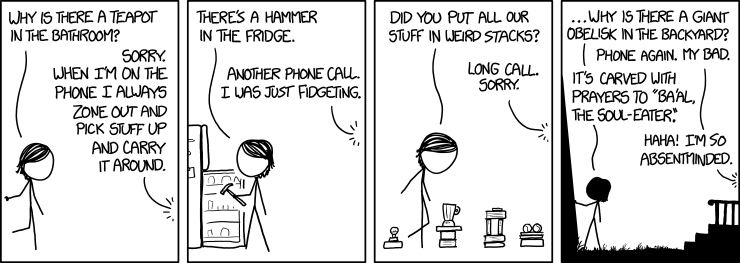 WHY IS THERE A TEAPOT
IN THE BATHROOM?
SORRY.
WHEN I'M ON THE
PHONE I ALWAYS
ZONE OUT AND
PICK STUFF UP
AND CARRY
IT AROUND.
THERE'S A HAMMER
IN THE FRIDGE.
ANOTHER PHONE CALL.
I WAS JUST FIDGETING.
DID YOU PUT ALL OUR
STUFF IN WEIRD STACKS?
LONG CALL.
SORRY.
...WHY IS THERE A GIANT
OBELISK IN THE BACKYARD?
PHONE AGAIN. MY BAD.
IT'S CARVED WITH
PRAYERS TO "BA'AL,
THE SOUL-EATER."
HAHA! I'M SO
ABSENTMINDED.